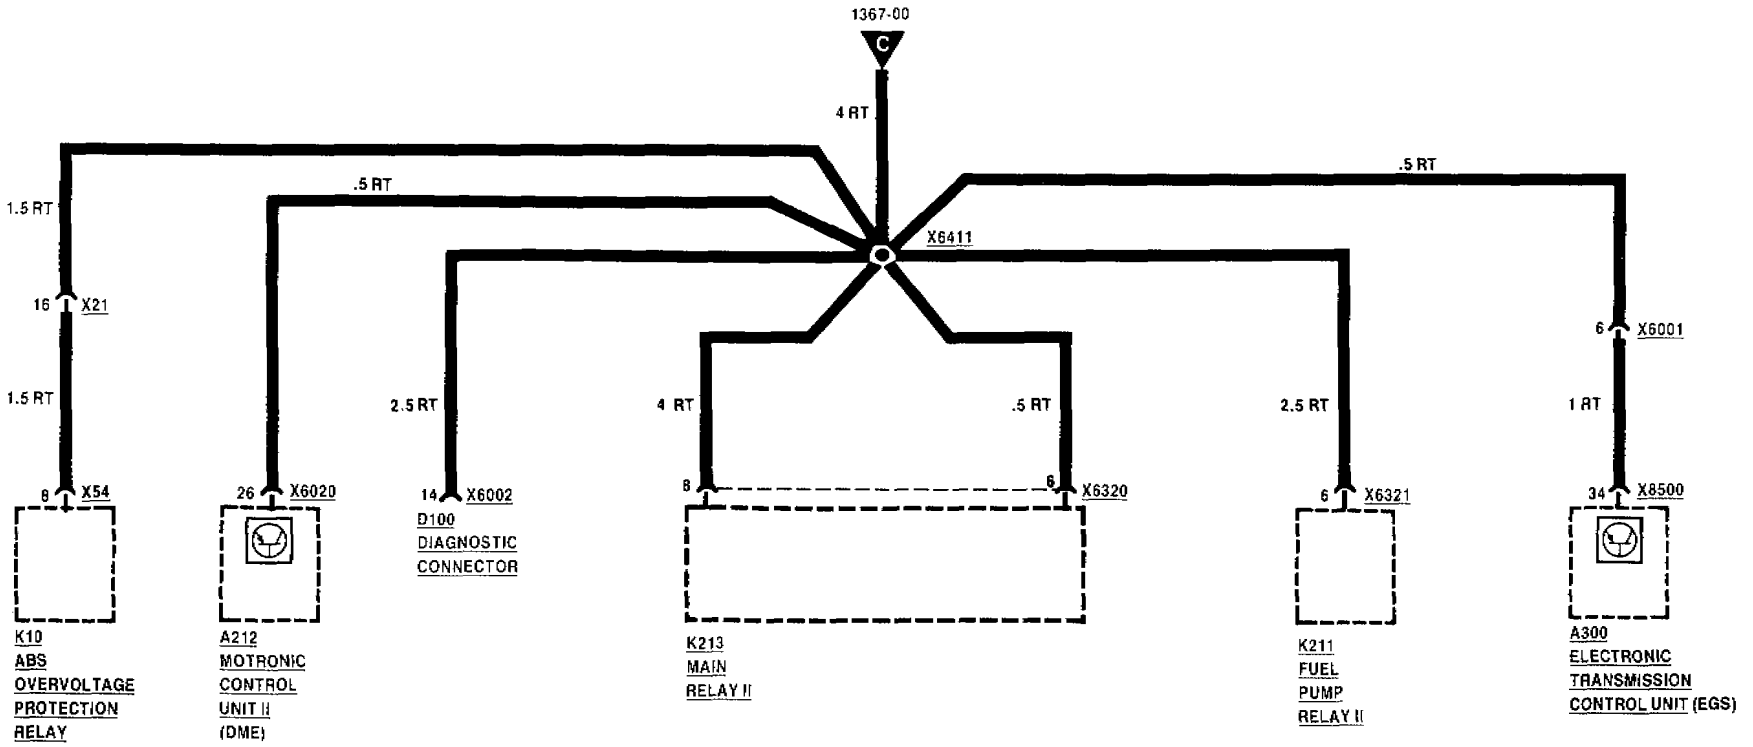 1367-00
C
4 RT
.5 RT
.5 RT
1.5 RT
X6411
16 X21
6 X6001
1.5 RT
2.5 RT
4 RT
.5 RT
2.5 RT
1 RT
8 X54
26 X6020
14 X6002
8
6 X6320
6 X6321
34 X8500
D100
DIAGNOSTIC
CONNECTOR
K10
ABS
OVERVOLTAGE
PROTECTION
RELAY
A212
MOTRONIC
CONTROL
UNIT II
(DME)
K213
MAIN
RELAY II
K211
FUEL
PUMP
RELAY II
A300
ELECTRONIC
TRANSMISSION
CONTROL UNIT (EGS)